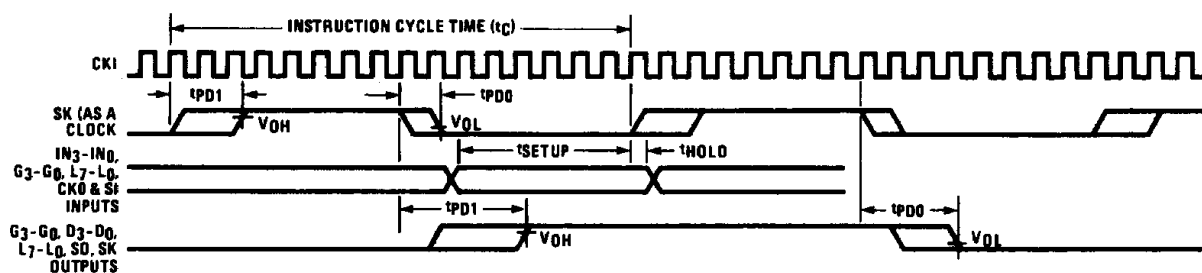 INSTRUCTION CYCLE TIME (tC)
CKI
tPD1
tPD0
SK (AS A
CLOCK
VOH
VOL
IN3-IN0,
G3-G0, L7-L0,
CKO & SI
INPUTS
tSETUP
tHOLD
tPD1
tPD0
G3-G0, D3-D0,
L7-L0, SO, SK
OUTPUTS
VOH
VOL